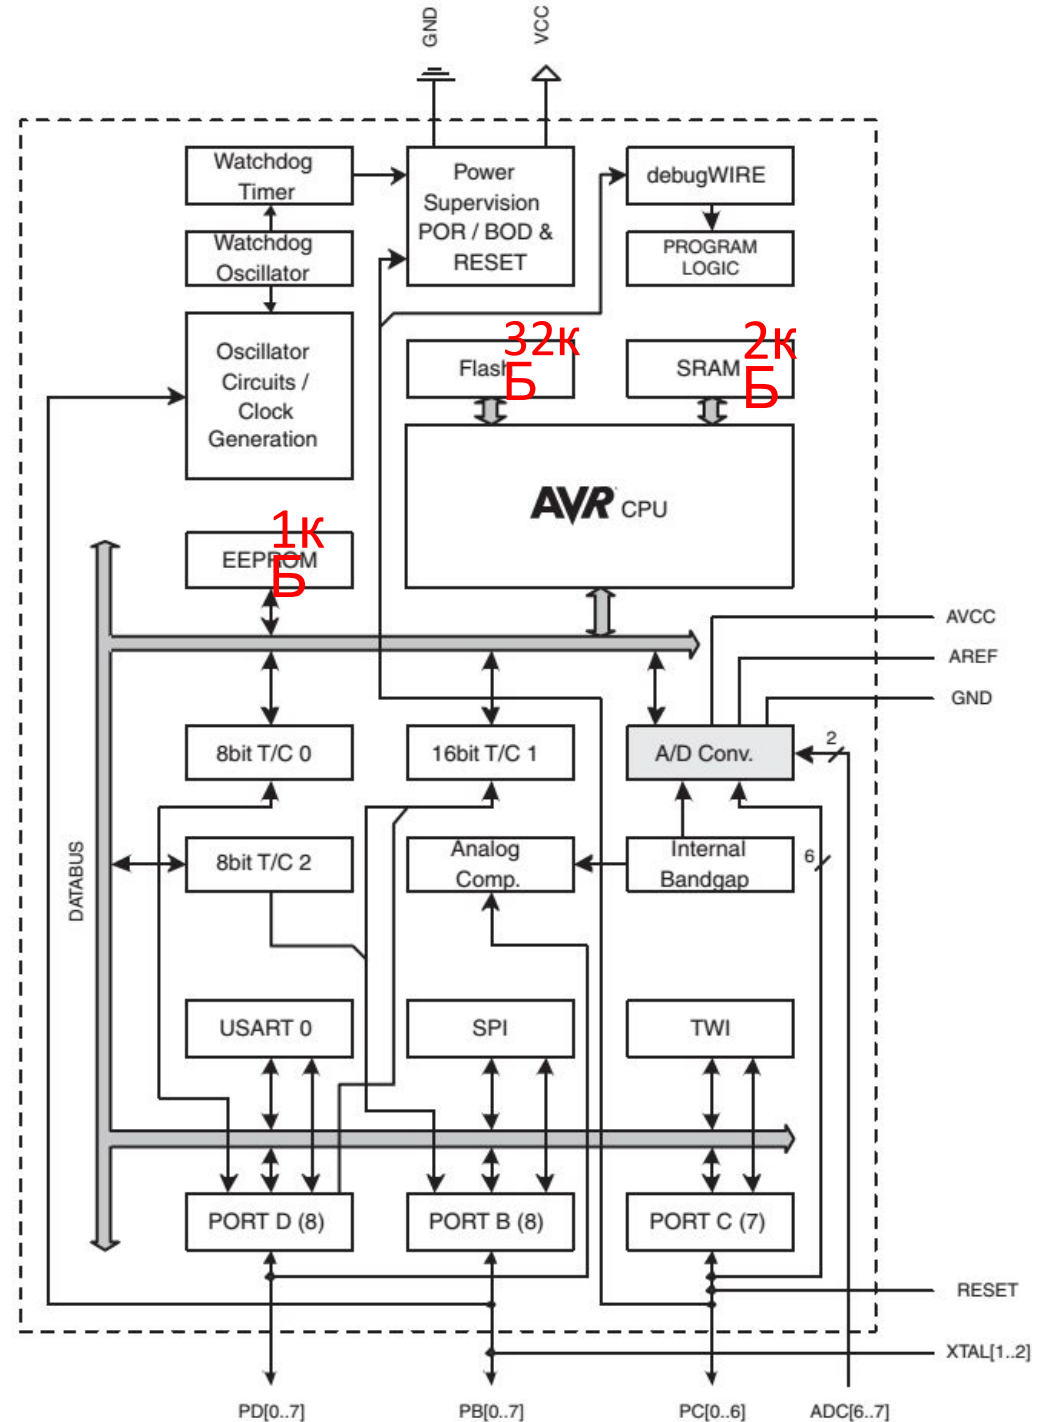 GND
VCC
Watchdog
Timer
Power
Supervision
POR / BOD &
RESET
debugWIRE
Watchdog
Oscillator
PROGRAM
LOGIC
Oscillator
Circuits /
Clock
Generation
Flash
32к
Б
SRAM
2к
Б
AVR CPU
EEPROM
1к
Б
AVCC
AREF
GND
8bit T/C 0
16bit T/C 1
A/D Conv.
2
DATABUS
8bit T/C 2
Analog
Comp.
Internal
Bandgap
6
USART 0
SPI
TWI
PORT D (8)
PORT B (8)
PORT C (7)
RESET
XTAL[1..2]
PD[0..7]
PB[0..7]
PC[0..6]
ADC[6..7]